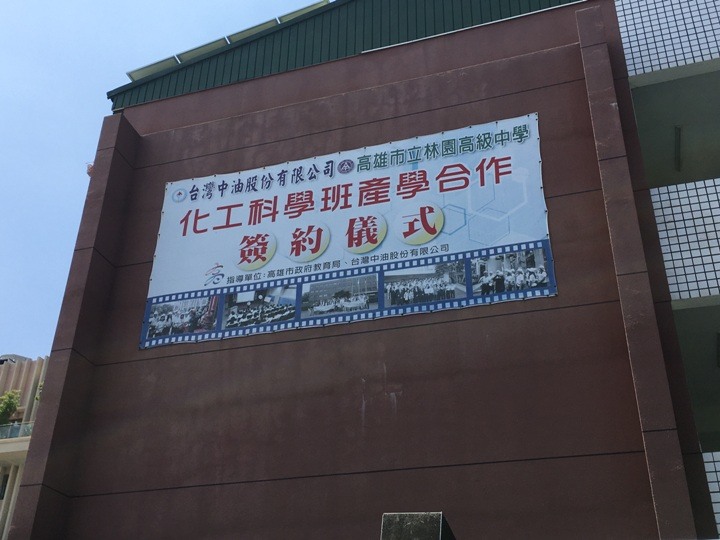 台灣中油股份有限公司 高雄市立林園高級中學
化工科學班產學合作
簽約儀式
指導單位:高雄市政府教育局、台灣中油股份有限公司